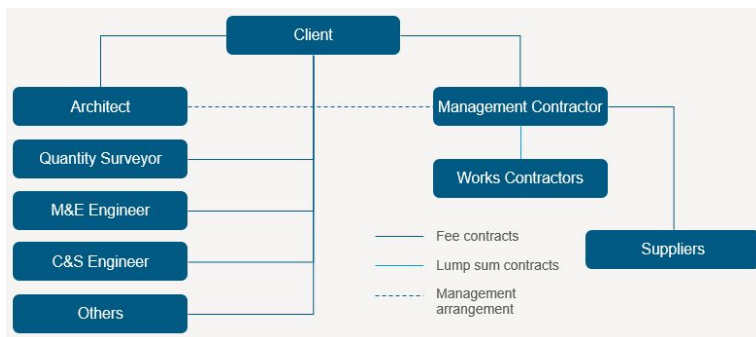 Client
Architect
Management Contractor
Quantity Surveyor
Works Contractors
M&E Engineer
Fee contracts
C&S Engineer
Suppliers
Lump sum contracts
Others
Management
arrangement